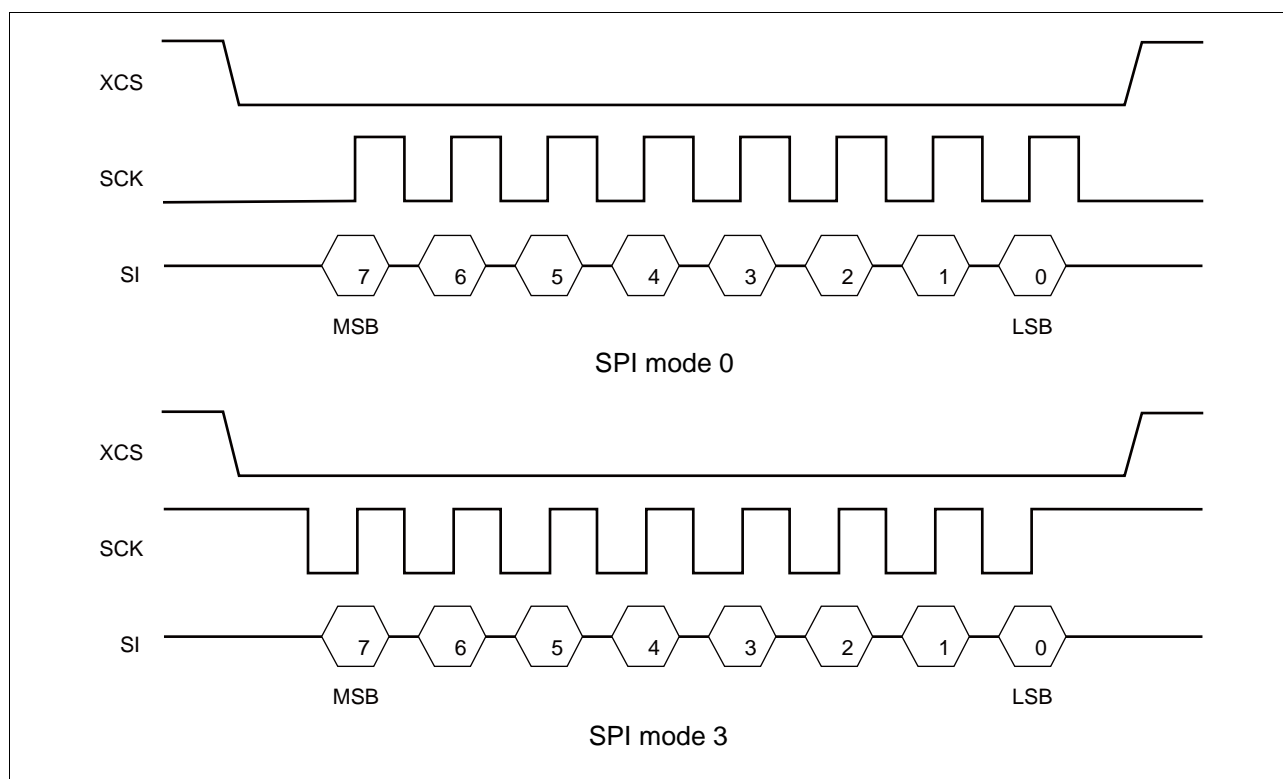 XCS
SCK
SI
7 6 5 4 3 2 1 0
MSB LSB
SPI mode 0
XCS
SCK
SI
7 6 5 4 3 2 1 0
MSB LSB
SPI mode 3